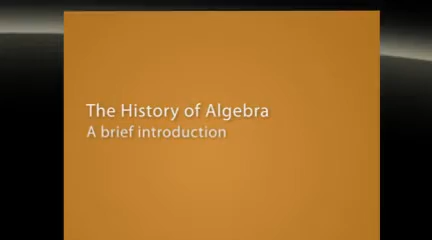 The History of Algebra
A brief introduction